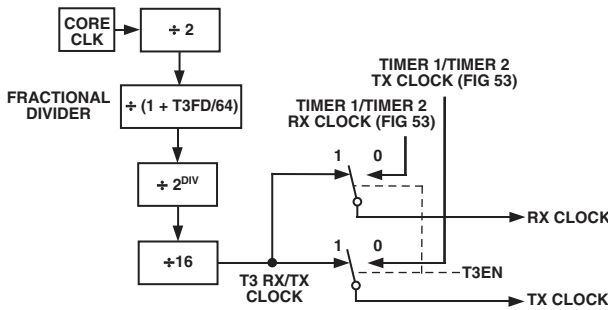 CORE
CLK
÷ 2
TIMER 1/TIMER 2
TX CLOCK (FIG 53)
FRACTIONAL
DIVIDER
÷ (1 + T3FD/64)
TIMER 1/TIMER 2
RX CLOCK (FIG 53)
1 0
÷ 2DIV
RX CLOCK
÷16
1 0
T3 RX/TX
CLOCK
T3EN
TX CLOCK